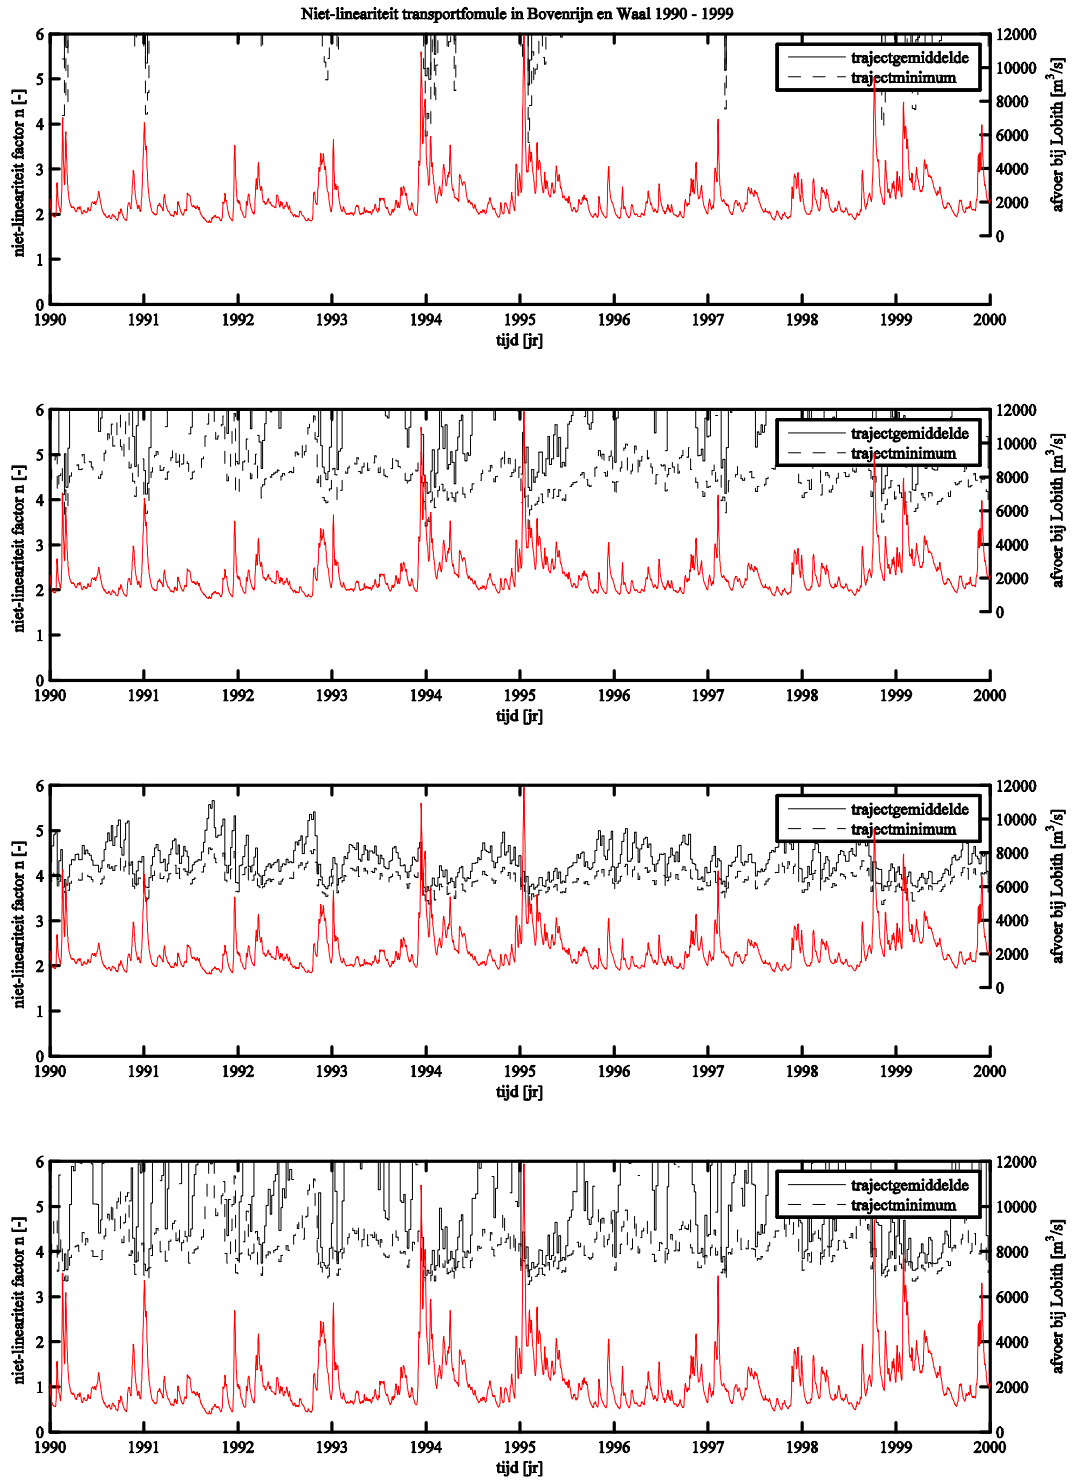 Niet-lineariteit transportfomule in Bovenrijn en Waal 1990 - 1999
niet-lineariteit factor n [-]
6
5
4
3
2
1
0
trajectgemiddelde
trajectminimum
12000
10000
8000
6000
4000
2000
0
afvoer bij Lobith [m³/s]
1990 1991 1992 1993 1994 1995 1996 1997 1998 1999 2000
tijd [jr]
niet-lineariteit factor n [-]
6
5
4
3
2
1
0
trajectgemiddelde
trajectminimum
12000
10000
8000
6000
4000
2000
0
afvoer bij Lobith [m³/s]
1990 1991 1992 1993 1994 1995 1996 1997 1998 1999 2000
tijd [jr]
niet-lineariteit factor n [-]
6
5
4
3
2
1
0
trajectgemiddelde
trajectminimum
12000
10000
8000
6000
4000
2000
0
afvoer bij Lobith [m³/s]
1990 1991 1992 1993 1994 1995 1996 1997 1998 1999 2000
tijd [jr]
niet-lineariteit factor n [-]
6
5
4
3
2
1
0
trajectgemiddelde
trajectminimum
12000
10000
8000
6000
4000
2000
0
afvoer bij Lobith [m³/s]
1990 1991 1992 1993 1994 1995 1996 1997 1998 1999 2000
tijd [jr]